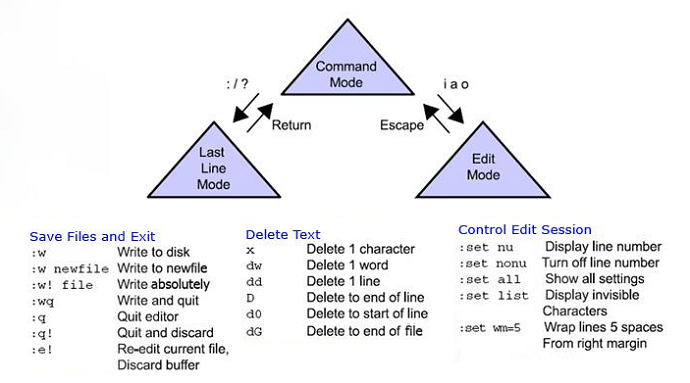 Command
Mode
: / ?
i a o
Return
Escape
Last
Line
Mode
Edit
Mode
Save Files and Exit
:w Write to disk
:w newfile Write to newfile
:w! file Write absolutely
:wq Write and quit
:q Quit editor
:q! Quit and discard
:e! Re-edit current file,
Discard buffer
Delete Text
x Delete 1 character
dw Delete 1 word
dd Delete 1 line
D Delete to end of line
d0 Delete to start of line
dG Delete to end of file
Control Edit Session
:set nu Display line number
:set nonu Turn off line number
:set all Show all settings
:set list Display invisible
Characters
:set wm=5 Wrap lines 5 spaces
From right margin